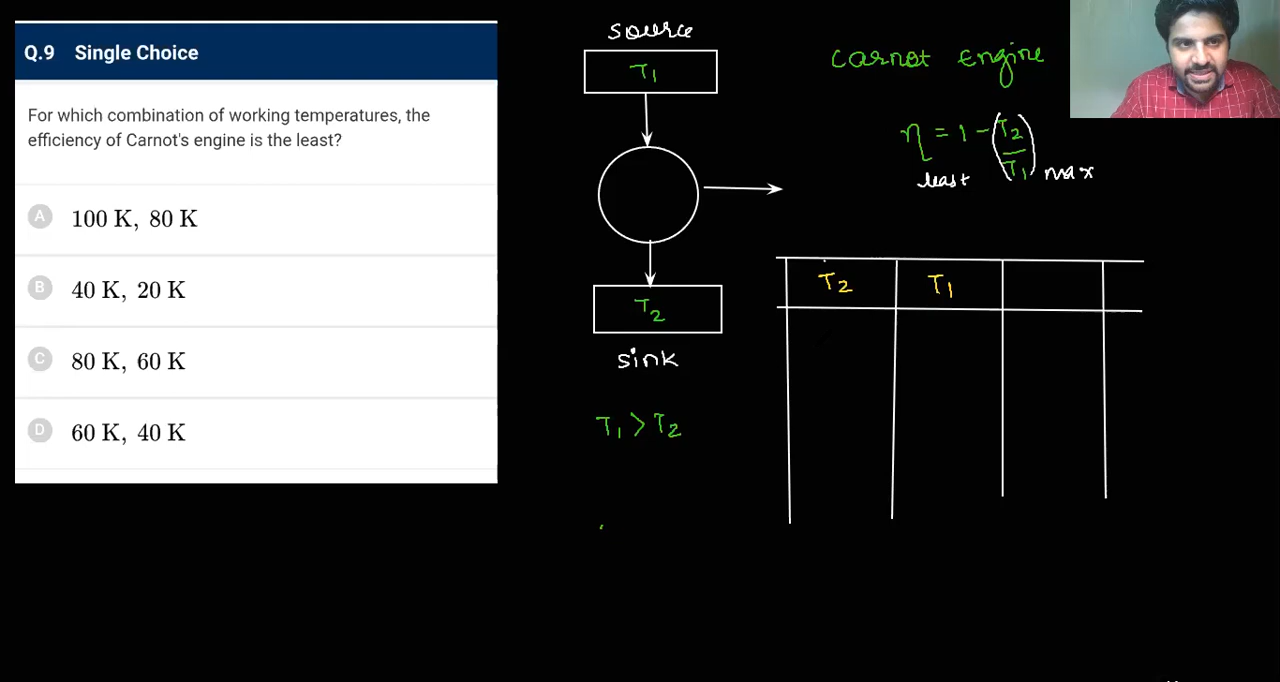 Q.9 Single Choice
For which combination of working temperatures, the
efficiency of Carnot's engine is the least?
A 100 K, 80 K
B 40 K, 20 K
C 80 K, 60 K
D 60 K, 40 K
source
T₁
T₂
sink
T₁ > T₂
carnot Engine
η = 1 - (T₂/T₁)
least max
T₂ T₁